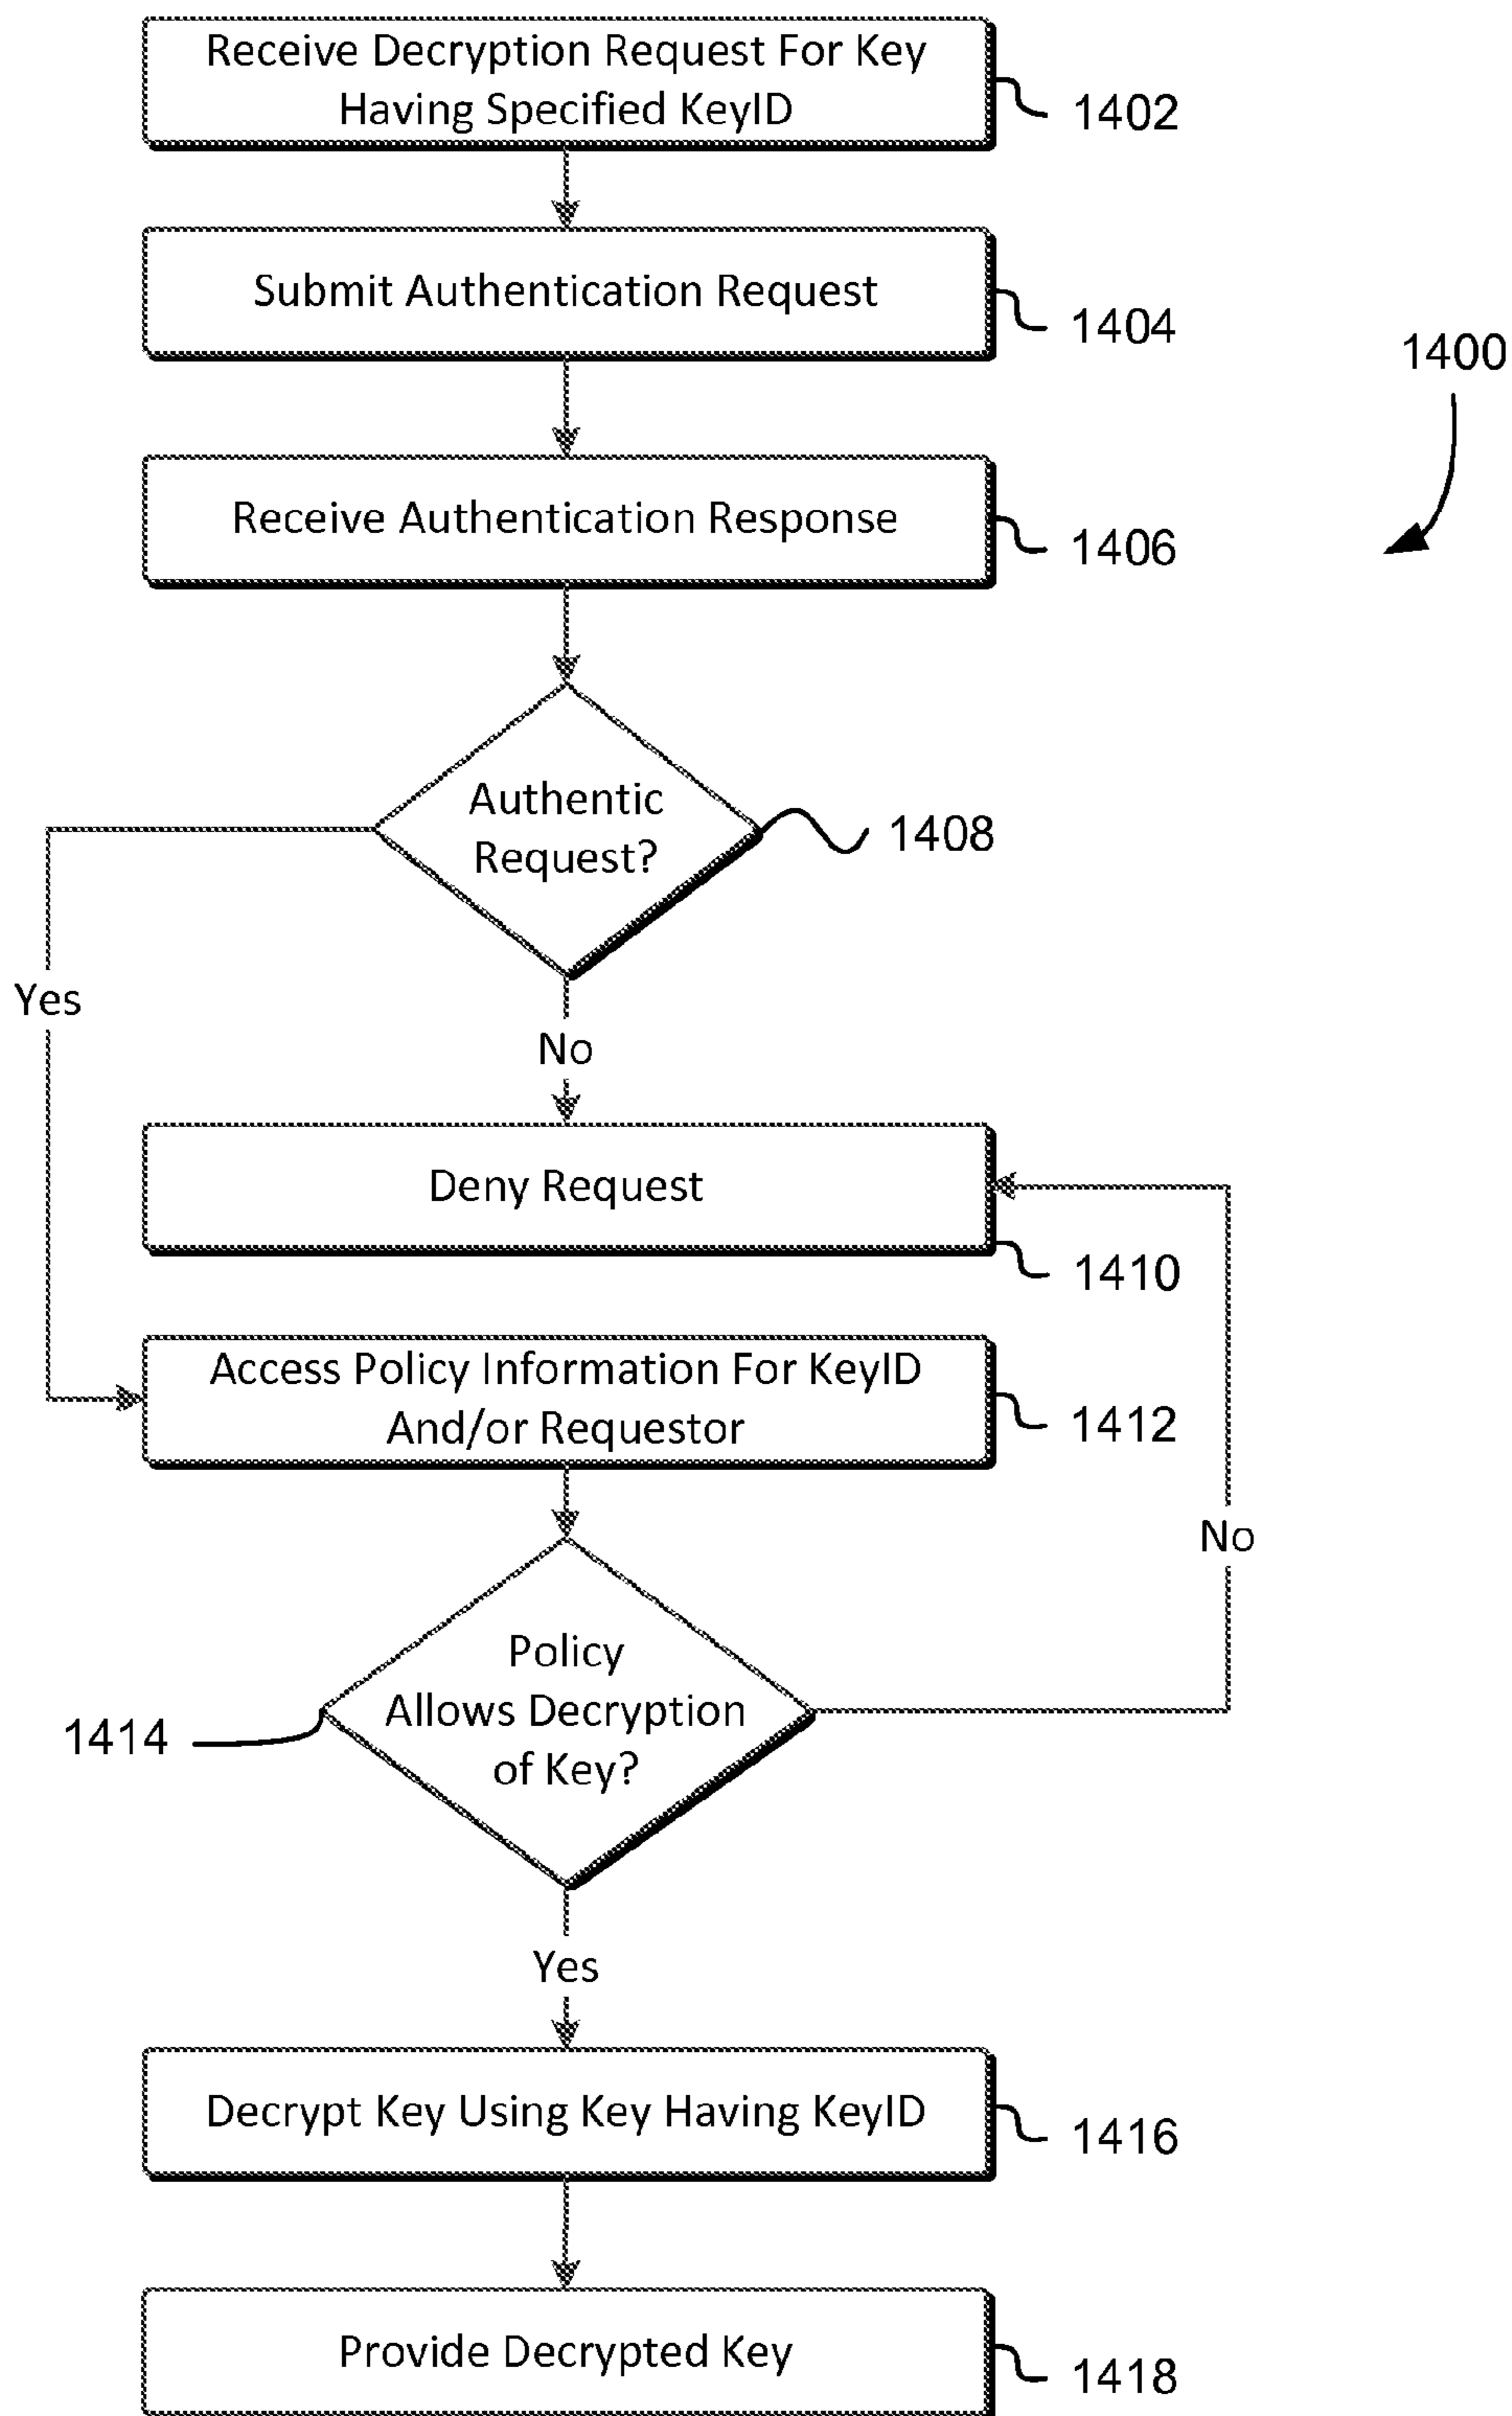 Receive Decryption Request For Key
Having Specified KeyID
1402
Submit Authentication Request
1404
1400
Receive Authentication Response
1406
Authentic
Request?
1408
Yes
No
Deny Request
1410
Access Policy Information For KeyID
And/or Requestor
1412
No
Policy
Allows Decryption
of Key?
1414
Yes
Decrypt Key Using Key Having KeyID
1416
Provide Decrypted Key
1418